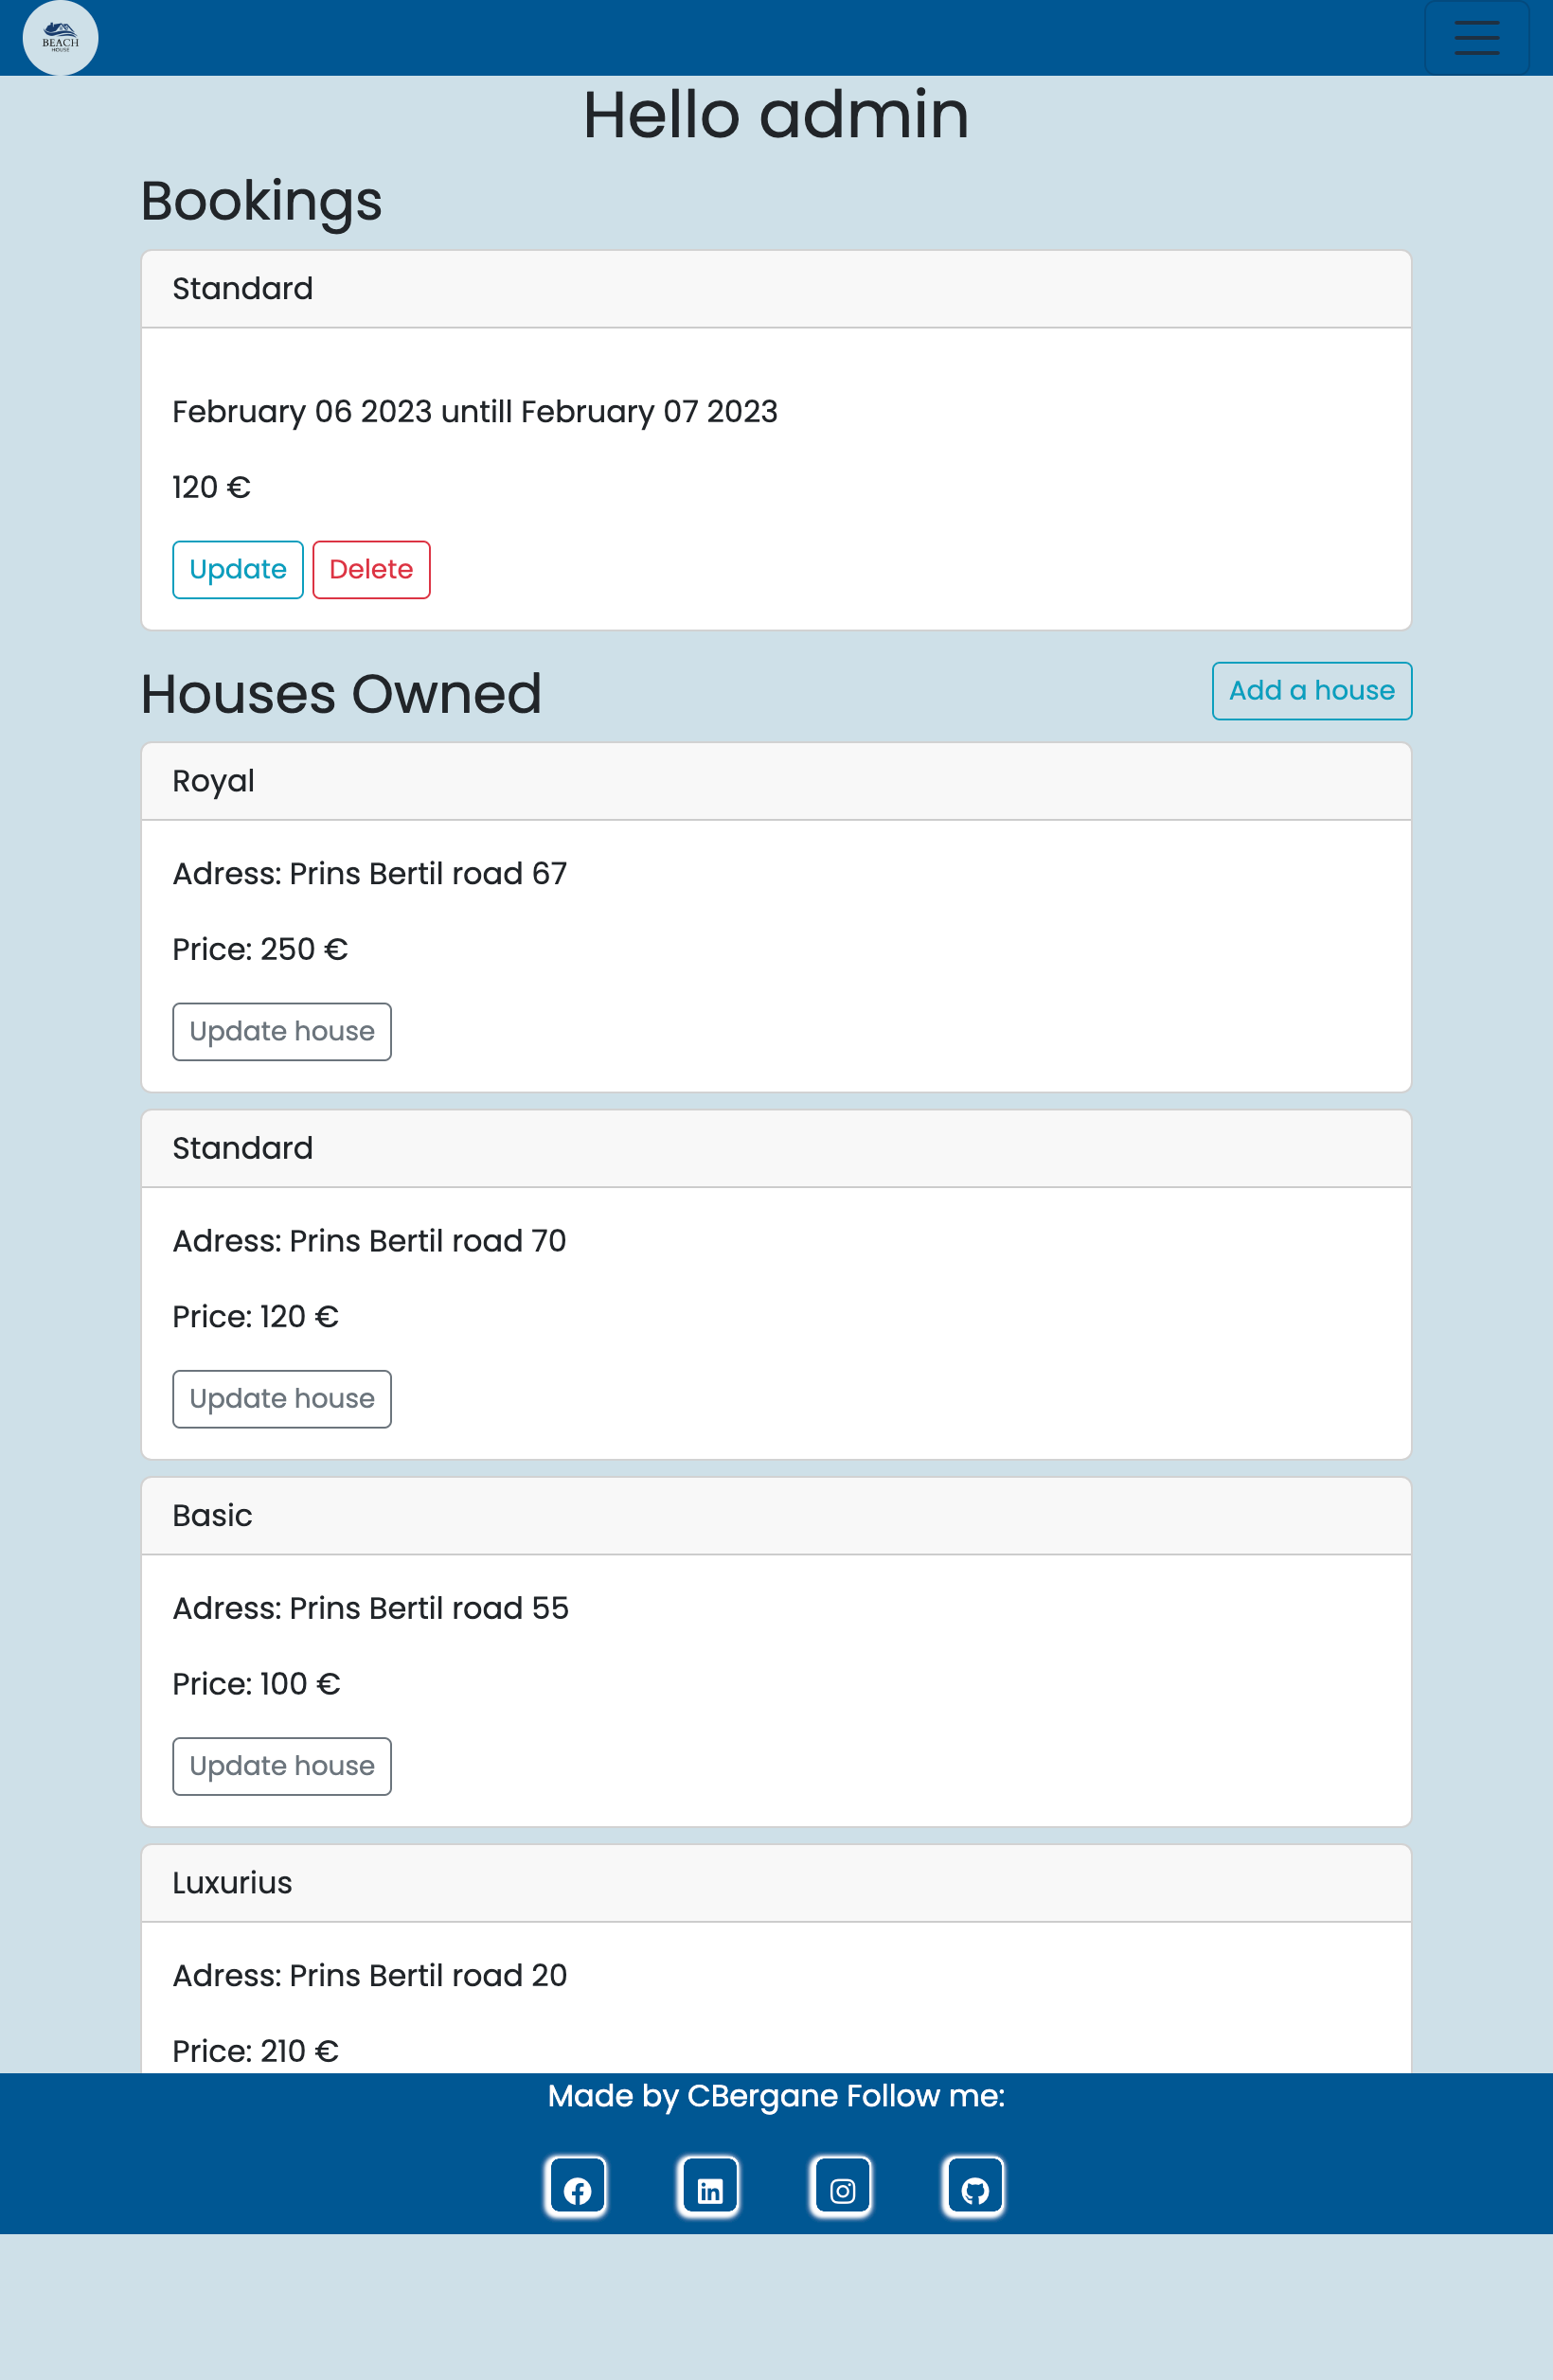 BEACH
HOUSE
Hello admin
Bookings
Standard
February 06 2023 untill February 07 2023
120 €
Update Delete
Houses Owned
Add a house
Royal
Adress: Prins Bertil road 67
Price: 250 €
Update house
Standard
Adress: Prins Bertil road 70
Price: 120 €
Update house
Basic
Adress: Prins Bertil road 55
Price: 100 €
Update house
Luxurius
Adress: Prins Bertil road 20
Price: 210 €
Made by CBergane Follow me: